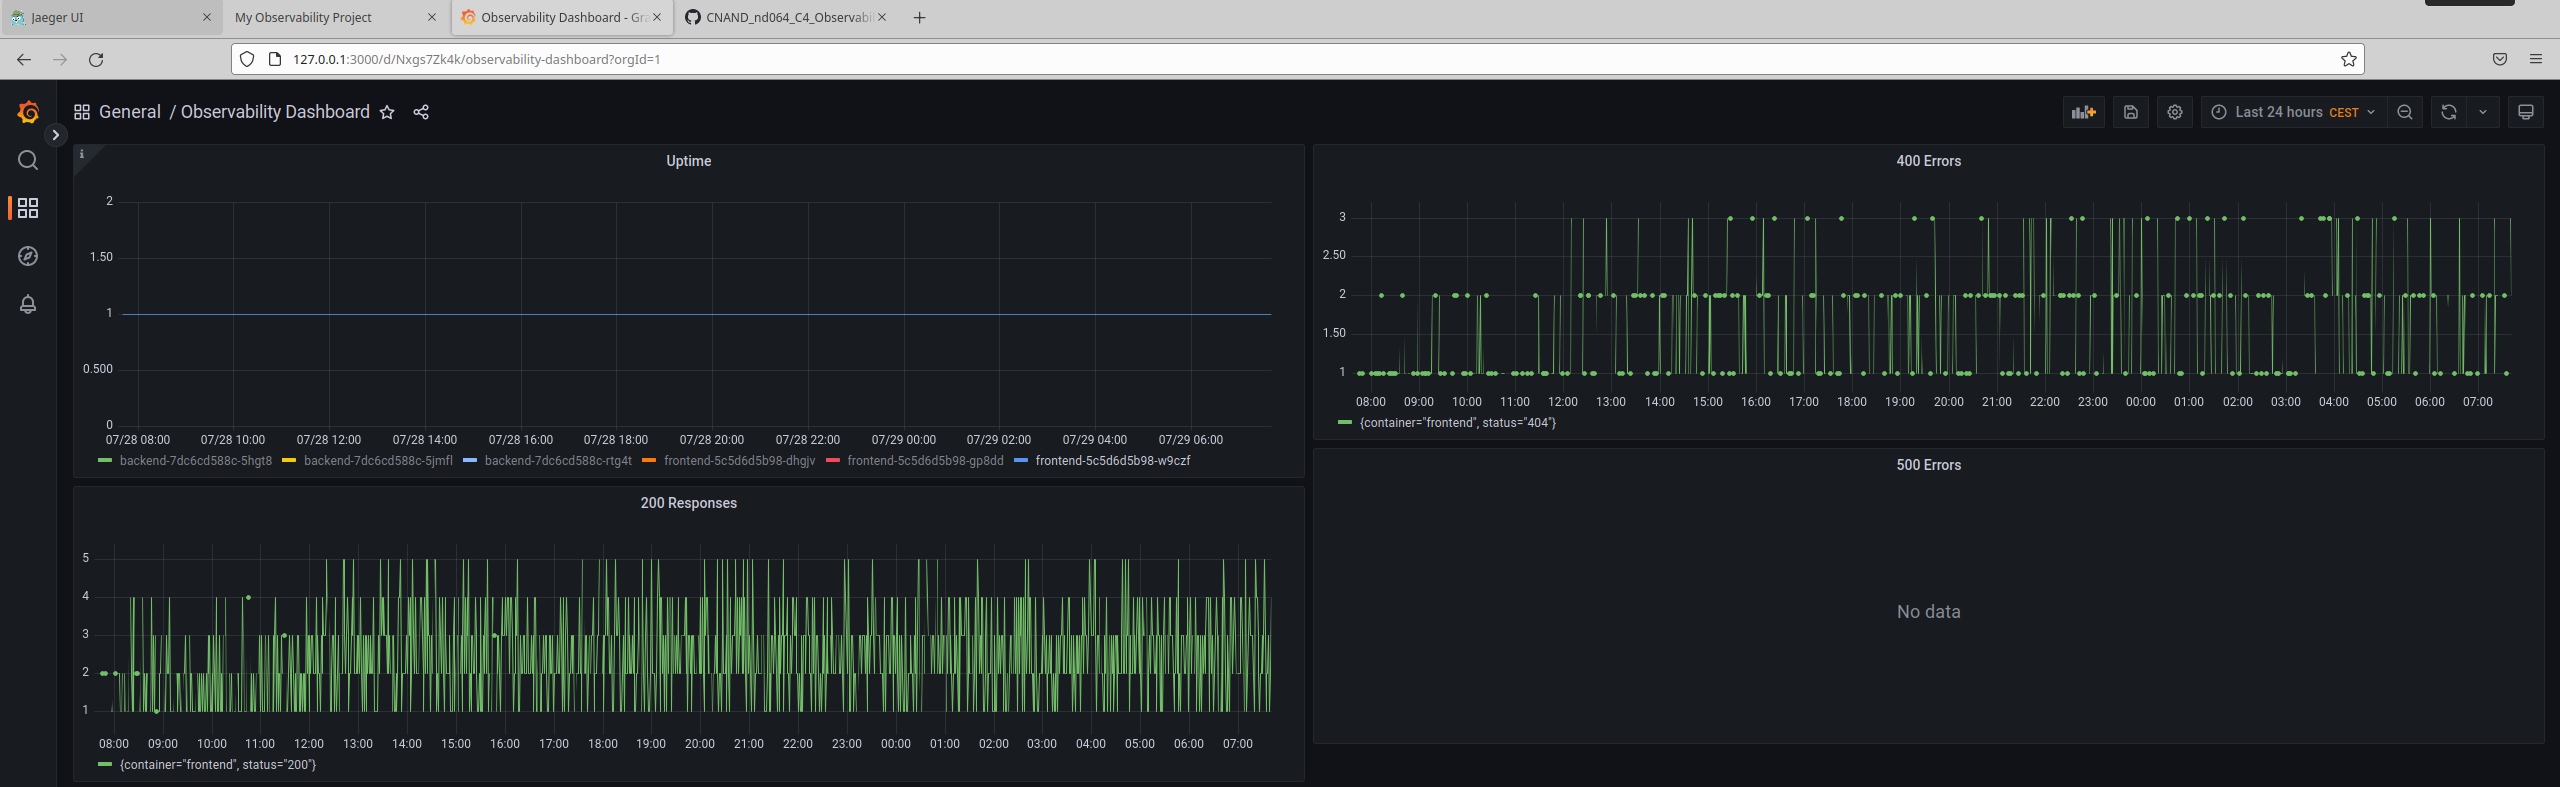 Jaeger UI
My Observability Project
Observability Dashboard - Gra
CNAND_nd064_C4_Observabil
127.0.0.1:3000/d/Nxgs7Zk4k/observability-dashboard?orgId=1
General / Observability Dashboard
Last 24 hours CEST
i
Uptime
2
1.50
1
0.500
0
07/28 08:00 07/28 10:00 07/28 12:00 07/28 14:00 07/28 16:00 07/28 18:00 07/28 20:00 07/28 22:00 07/29 00:00 07/29 02:00 07/29 04:00 07/29 06:00
backend-7dc6cd588c-5hgt8 backend-7dc6cd588c-5jmfl backend-7dc6cd588c-rtg4t frontend-5c5d6d5b98-dhgjv frontend-5c5d6d5b98-gp8dd frontend-5c5d6d5b98-w9czf
400 Errors
3
2.50
2
1.50
1
08:00 09:00 10:00 11:00 12:00 13:00 14:00 15:00 16:00 17:00 18:00 19:00 20:00 21:00 22:00 23:00 00:00 01:00 02:00 03:00 04:00 05:00 06:00 07:00
{container="frontend", status="404"}
200 Responses
5
4
3
2
1
08:00 09:00 10:00 11:00 12:00 13:00 14:00 15:00 16:00 17:00 18:00 19:00 20:00 21:00 22:00 23:00 00:00 01:00 02:00 03:00 04:00 05:00 06:00 07:00
{container="frontend", status="200"}
500 Errors
No data